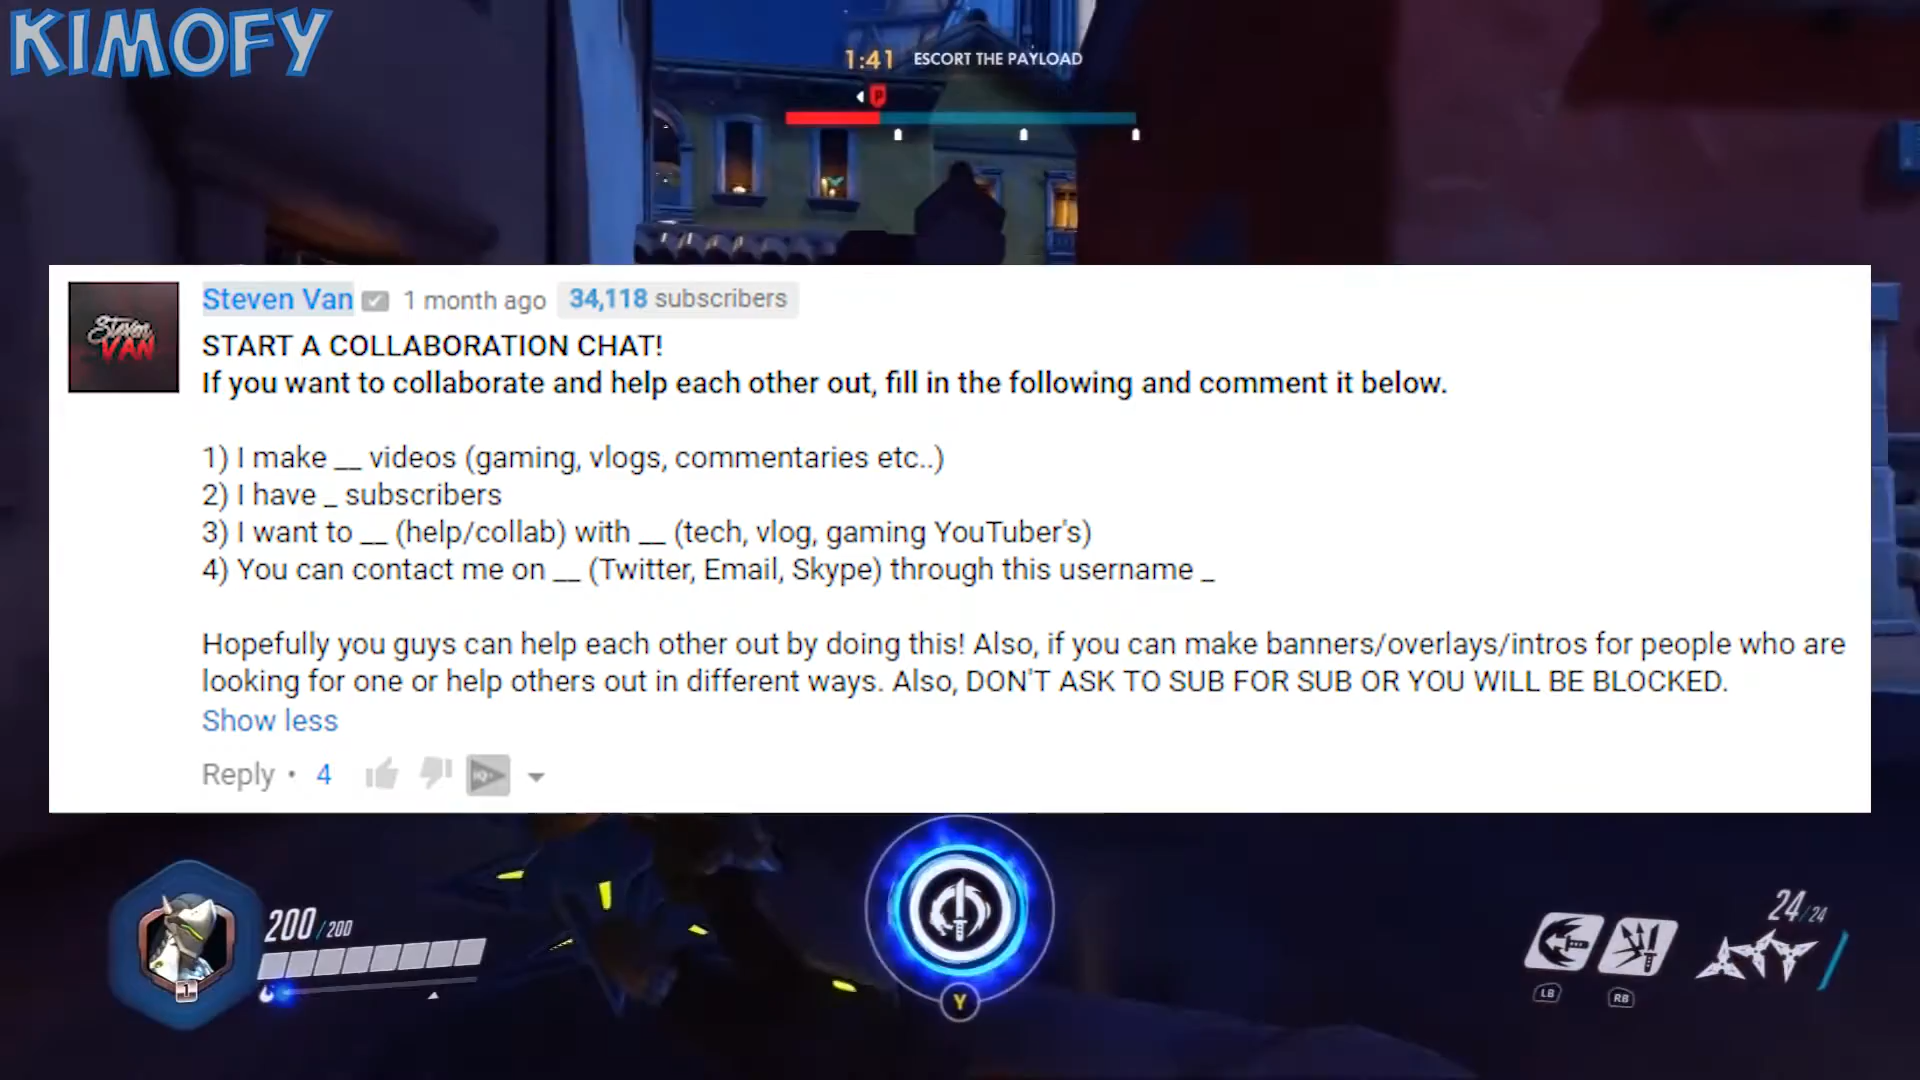 KIMOFY
1:41 ESCORT THE PAYLOAD
P
Steven Van 1 month ago 34,118 subscribers
Steven VAN
START A COLLABORATION CHAT!
If you want to collaborate and help each other out, fill in the following and comment it below.
1) I make __ videos (gaming, vlogs, commentaries etc..)
2) I have _ subscribers
3) I want to __ (help/collab) with __ (tech, vlog, gaming YouTuber's)
4) You can contact me on __ (Twitter, Email, Skype) through this username _
Hopefully you guys can help each other out by doing this! Also, if you can make banners/overlays/intros for people who are
looking for one or help others out in different ways. Also, DON'T ASK TO SUB FOR SUB OR YOU WILL BE BLOCKED.
Show less
Reply • 4
200/200
1
Y
24/24
LB RB